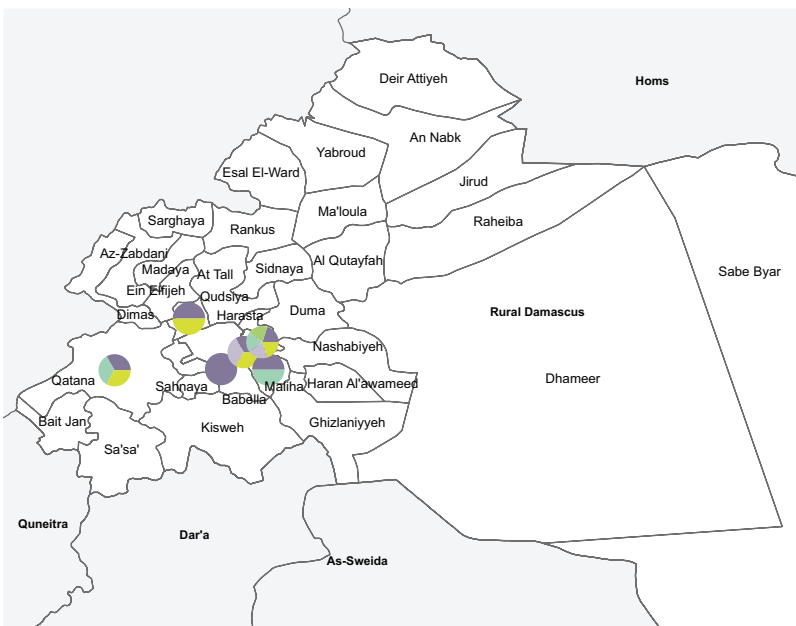 Deir Attiyeh
Homs
An Nabk
Yabroud
Esal El-Ward
Jirud
Ma'loula
Sarghaya
Rankus
Raheiba
Az-Zabdani
Al Qutayfah
Madaya
At Tall
Sidnaya
Sabe Byar
Ein Elfijeh
Qudsiya
Dimas
Harasta
Duma
Rural Damascus
Nashabiyeh
Dhameer
Qatana
Sahnaya
Maliha
Haran Al'awameed
Babella
Bait Jan
Kisweh
Ghizlaniyyeh
Sa'sa'
Quneitra
Dar'a
As-Sweida